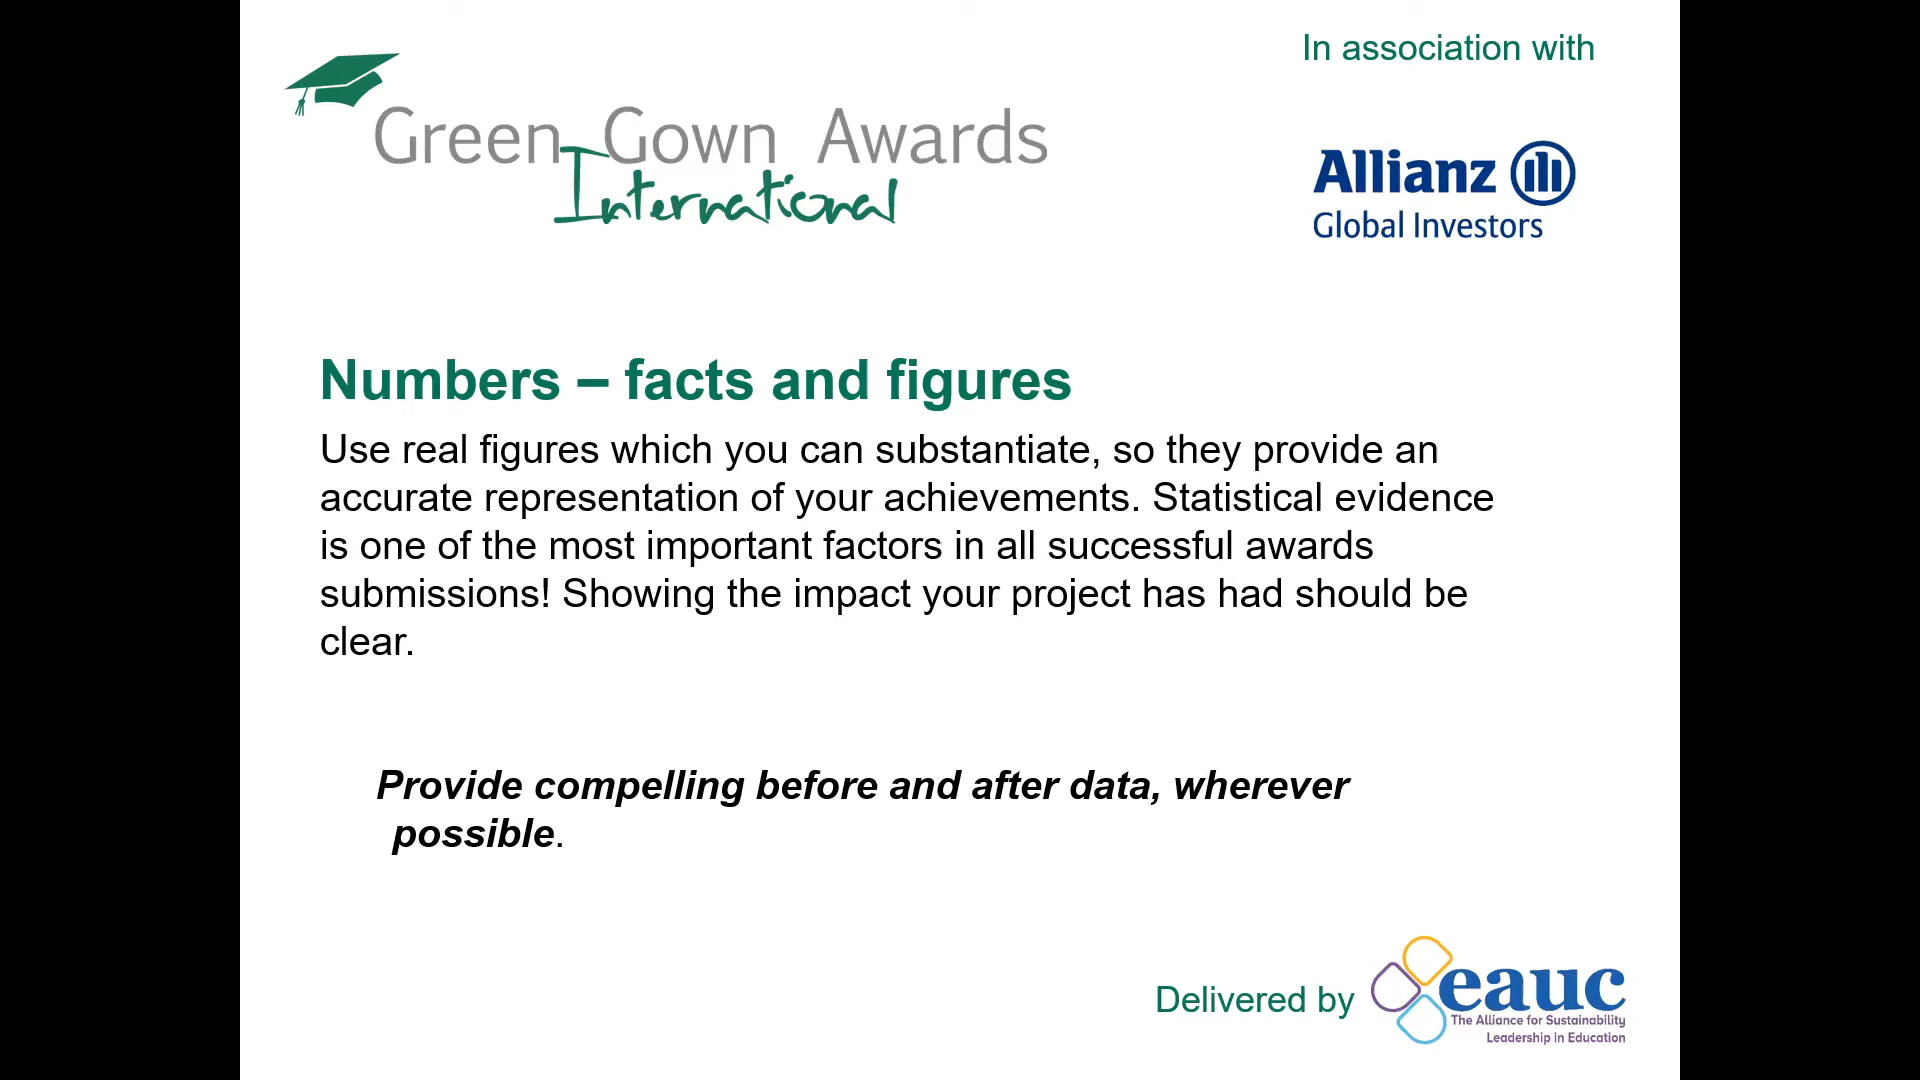 In association with
Green Gown Awards
International
Allianz
Global Investors
Numbers – facts and figures
Use real figures which you can substantiate, so they provide an
accurate representation of your achievements. Statistical evidence
is one of the most important factors in all successful awards
submissions! Showing the impact your project has had should be
clear.
Provide compelling before and after data, wherever
possible.
Delivered by
eauc
The Alliance for Sustainability
Leadership in Education